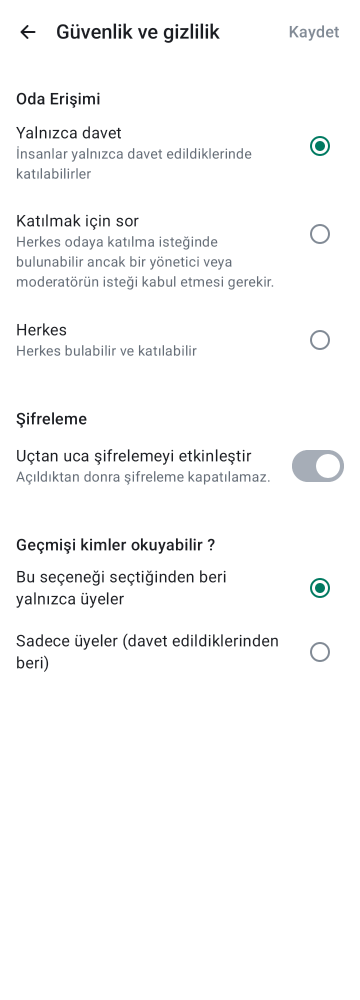 Güvenlik ve gizlilik
Kaydet
Oda Erişimi
Yalnızca davet
İnsanlar yalnızca davet edildiklerinde
katılabilirler
Katılmak için sor
Herkes odaya katılma isteğinde
bulunabilir ancak bir yönetici veya
moderatörün isteği kabul etmesi gerekir.
Herkes
Herkes bulabilir ve katılabilir
Şifreleme
Uçtan uca şifrelemeyi etkinleştir
Açıldıktan donra şifreleme kapatılamaz.
Geçmişi kimler okuyabilir ?
Bu seçeneği seçtiğinden beri
yalnızca üyeler
Sadece üyeler (davet edildiklerinden
beri)